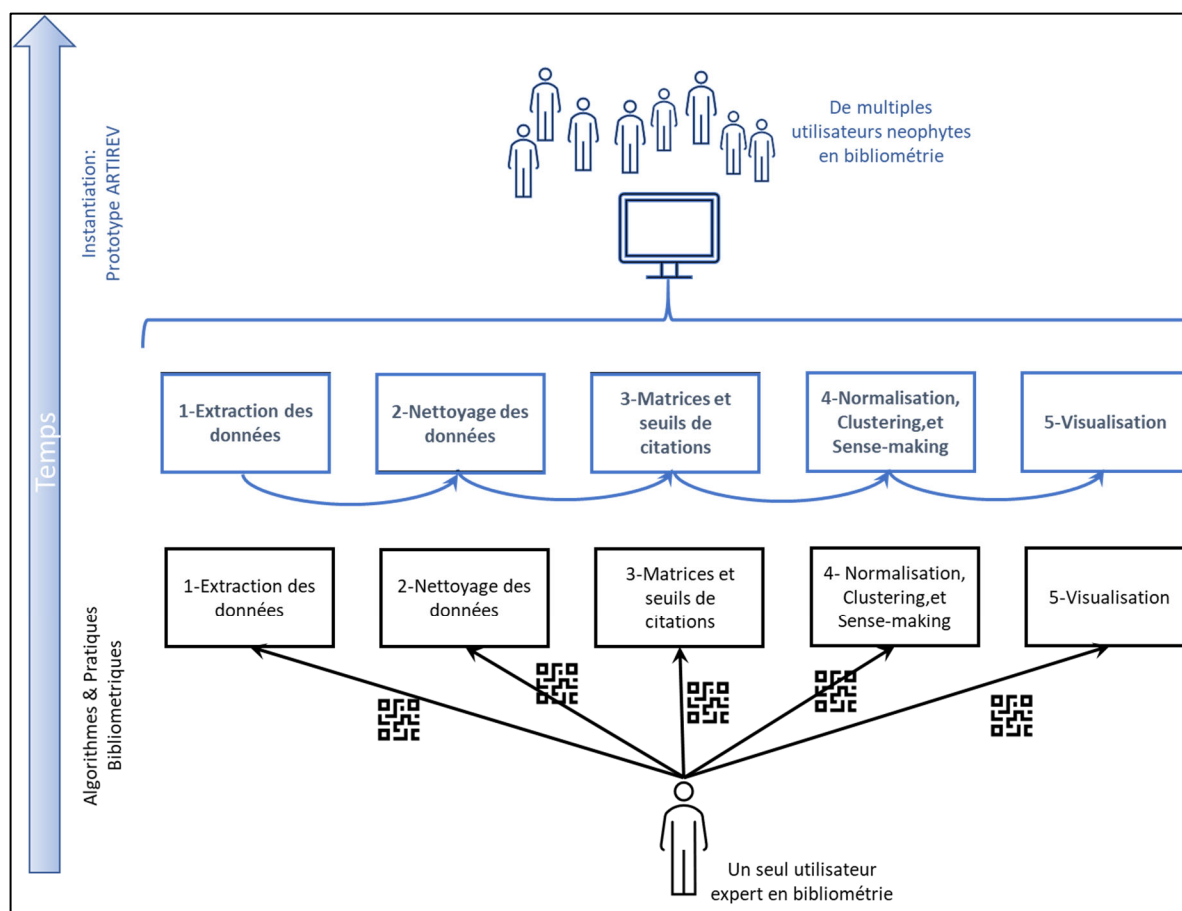 De multiples
utilisateurs neophytes
en bibliométrie
Instantiation:
Prototype ARTIREV
Temps
1-Extraction des
données
2-Nettoyage des
données
3-Matrices et
seuils de
citations
4-Normalisation,
Clustering,et
Sense-making
5-Visualisation
1-Extraction des
données
2-Nettoyage des
données
3-Matrices et
seuils de
citations
4- Normalisation,
Clustering,et
Sense-making
5-Visualisation
Algorithmes & Pratiques
Bibliometriques
Un seul utilisateur
expert en bibliométrie